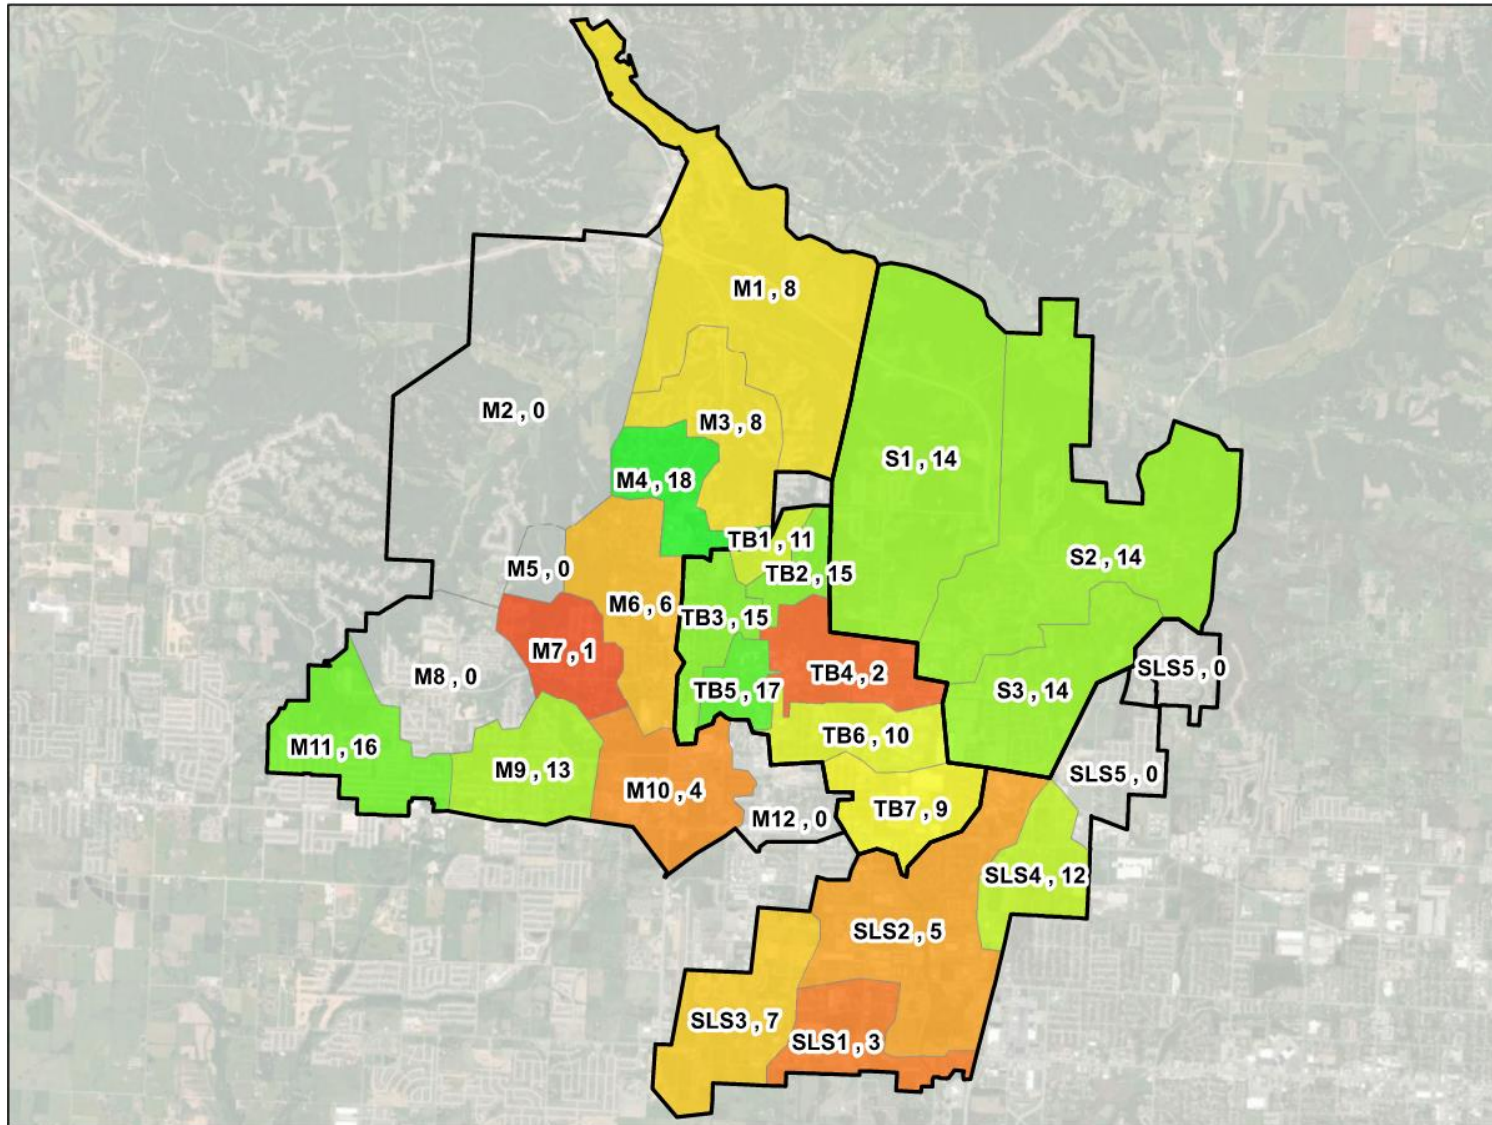 M1 , 8
M2 , 0
M3 , 8
S1 , 14
M4 , 18
TB1 , 11
S2 , 14
M5 , 0
TB2 , 15
M6 , 6
TB3 , 15
M7 , 1
SLS5 , 0
M8 , 0
TB4 , 2
TB5 , 17
S3 , 14
TB6 , 10
M11 , 16
M9 , 13
SLS5 , 0
M10 , 4
TB7 , 9
M12 , 0
SLS4 , 12
SLS2 , 5
SLS3 , 7
SLS1 , 3